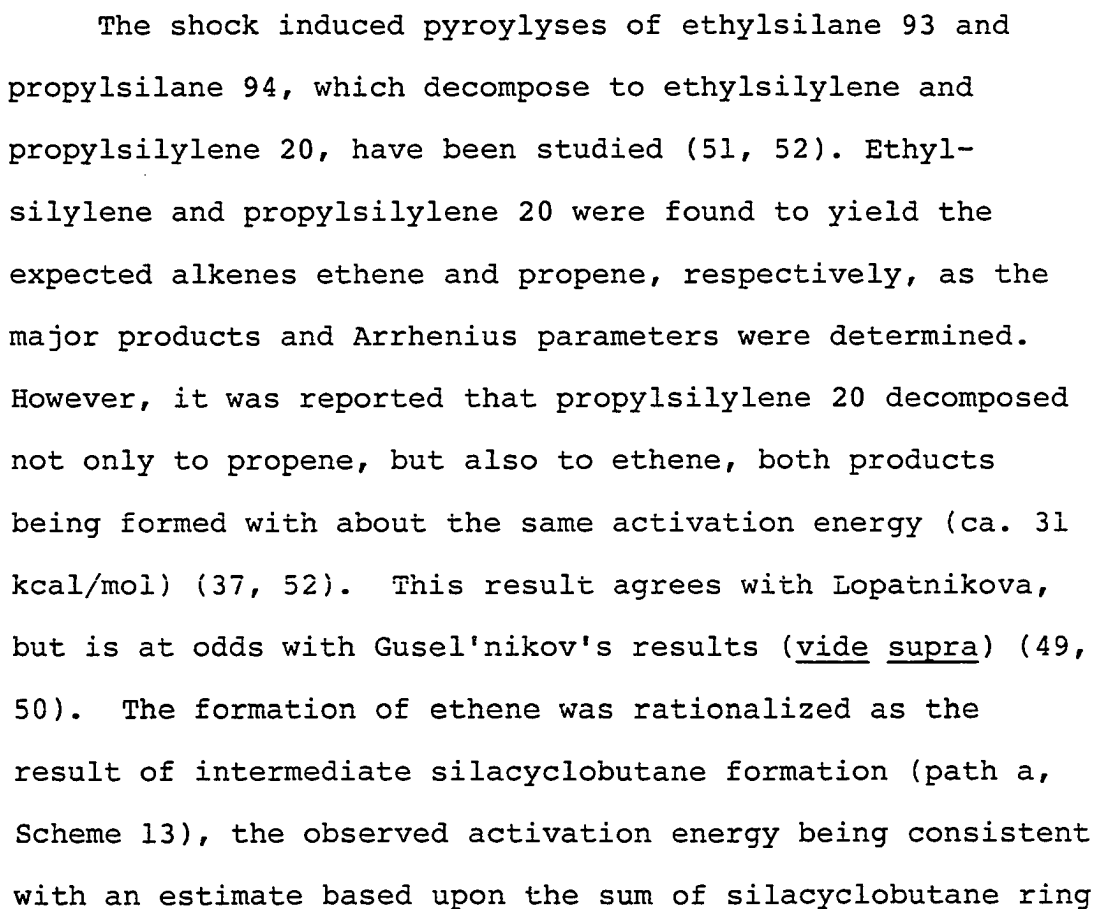 The shock induced pyroylyses of ethylsilane 93 and
propylsilane 94, which decompose to ethylsilylene and
propylsilylene 20, have been studied (51, 52). Ethyl-
silylene and propylsilylene 20 were found to yield the
expected alkenes ethene and propene, respectively, as the
major products and Arrhenius parameters were determined.
However, it was reported that propylsilylene 20 decomposed
not only to propene, but also to ethene, both products
being formed with about the same activation energy (ca. 31
kcal/mol) (37, 52). This result agrees with Lopatnikova,
but is at odds with Gusel'nikov's results (vide supra) (49,
50). The formation of ethene was rationalized as the
result of intermediate silacyclobutane formation (path a,
Scheme 13), the observed activation energy being consistent
with an estimate based upon the sum of silacyclobutane ring